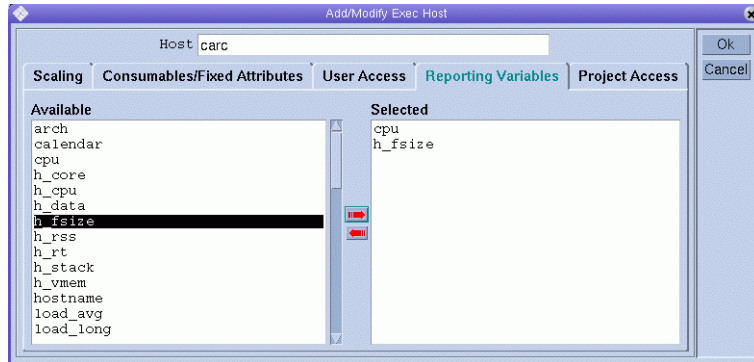 Add/Modify Exec Host
Host carc
Ok
Cancel
Scaling Consumables/Fixed Attributes User Access Reporting Variables Project Access
Available
arch
calendar
cpu
h_core
h_cpu
h_data
h_fsize
h_rss
h_rt
h_stack
h_vmem
hostname
load_avg
load_long
Selected
cpu
h_fsize